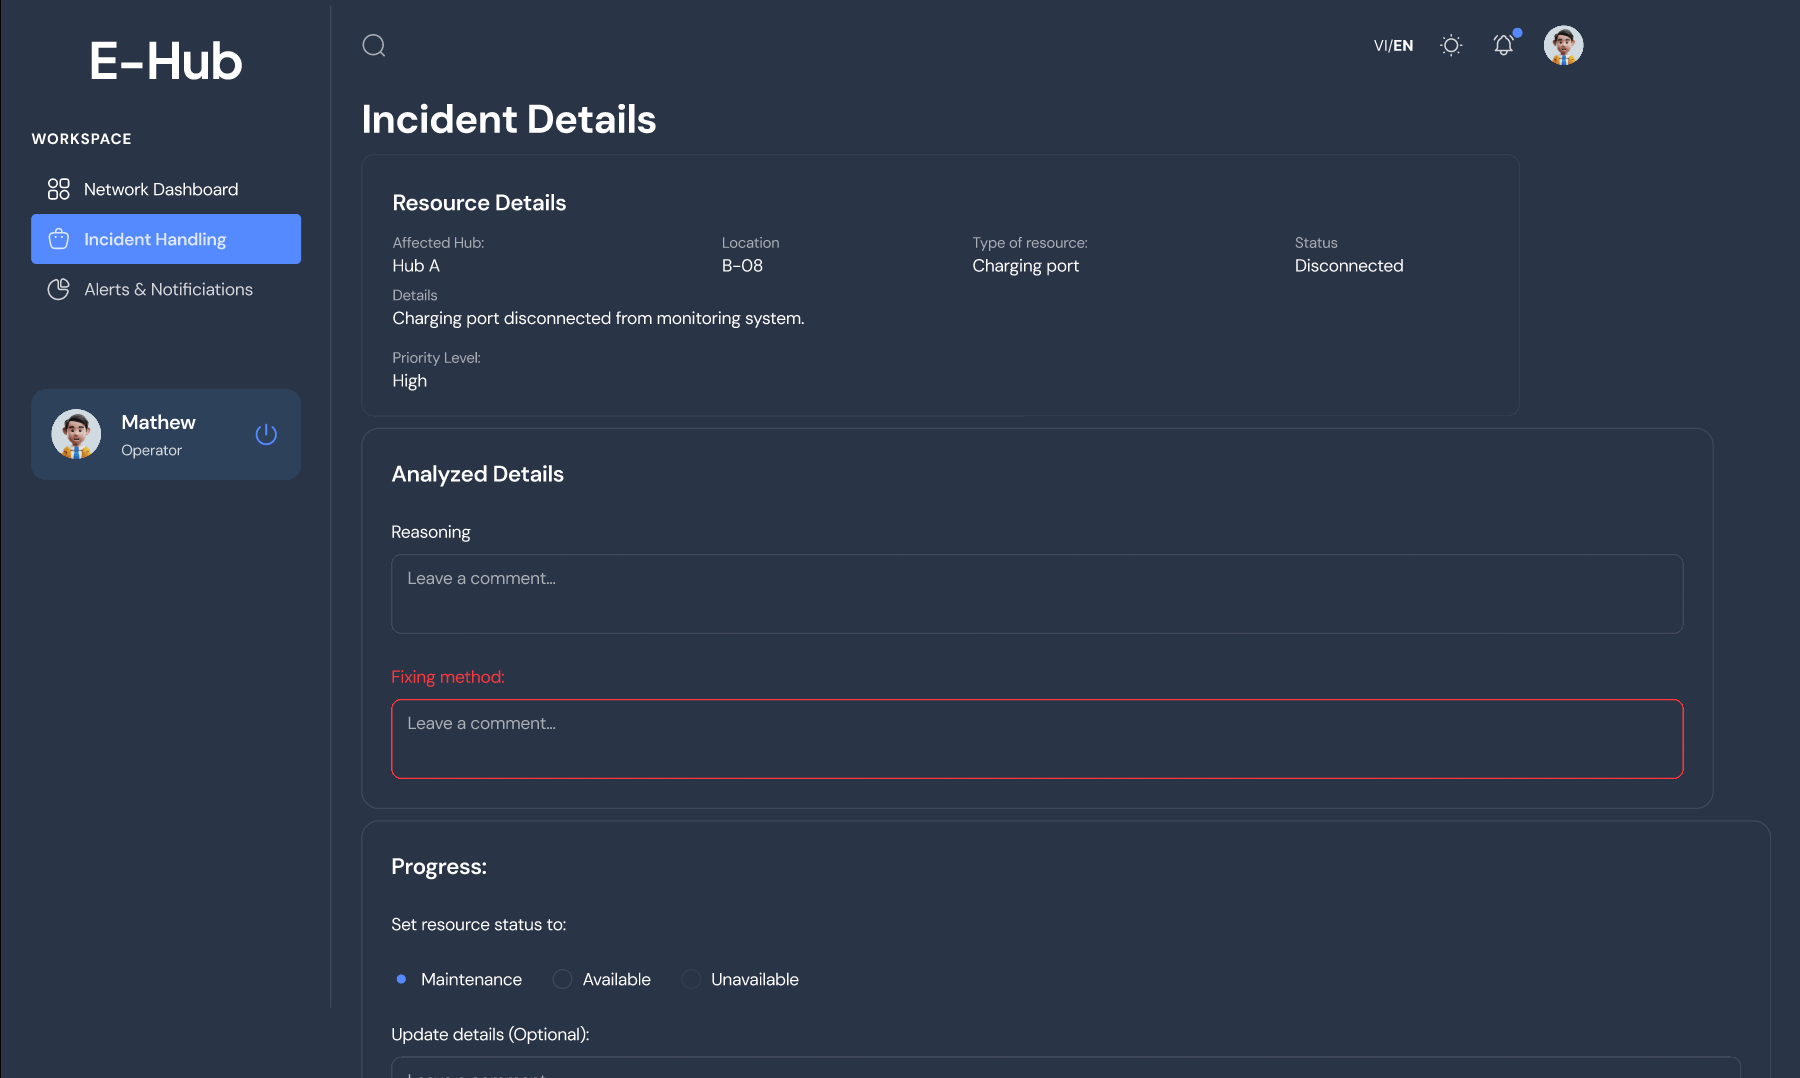 E-Hub
VI/EN
WORKSPACE
Network Dashboard
Incident Handling
Alerts & Notificiations
Mathew
Operator
Incident Details
Resource Details
Affected Hub:
Hub A
Location
B-08
Type of resource:
Charging port
Status
Disconnected
Details
Charging port disconnected from monitoring system.
Priority Level:
High
Analyzed Details
Reasoning
Leave a comment...
Fixing method:
Leave a comment...
Progress:
Set resource status to:
Maintenance
Available
Unavailable
Update details (Optional):